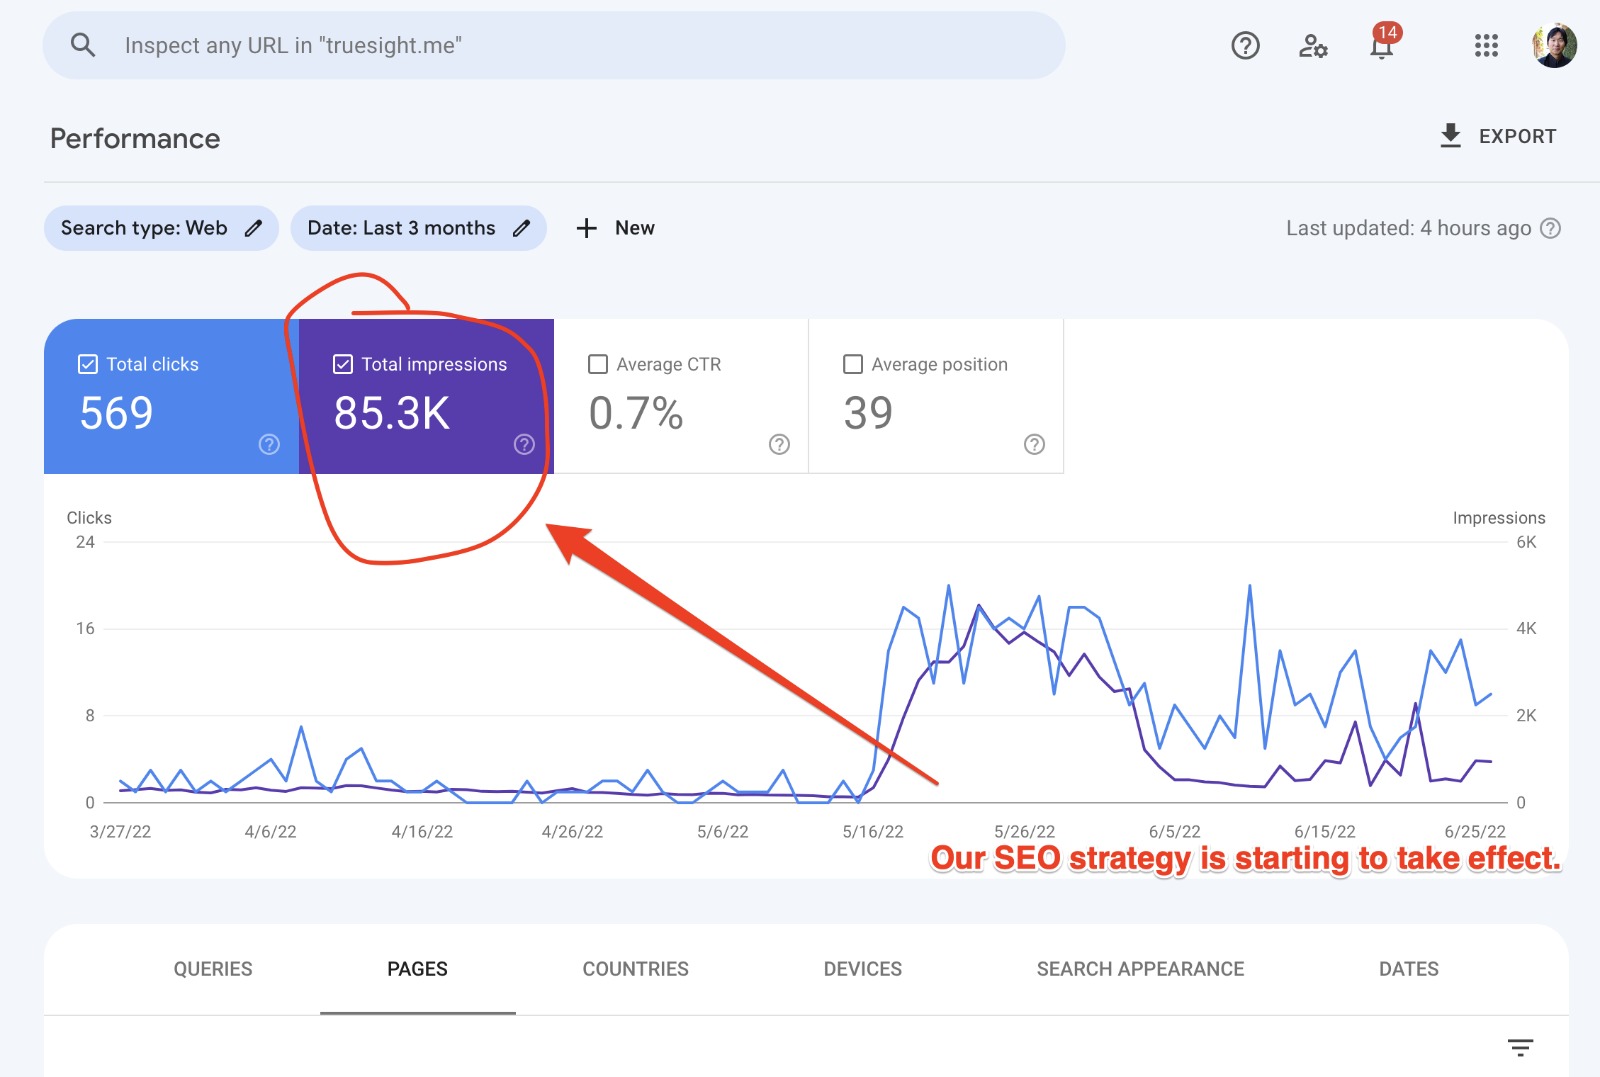 Inspect any URL in "truesight.me"
14
Performance
EXPORT
Search type: Web
Date: Last 3 months
New
Last updated: 4 hours ago
Total clicks
569
Total impressions
85.3K
Average CTR
0.7%
Average position
39
Clicks
Impressions
24
6K
16
4K
8
2K
0
0
3/27/22
4/6/22
4/16/22
4/26/22
5/6/22
5/16/22
5/26/22
6/5/22
6/15/22
6/25/22
Our SEO strategy is starting to take effect.
QUERIES
PAGES
COUNTRIES
DEVICES
SEARCH APPEARANCE
DATES